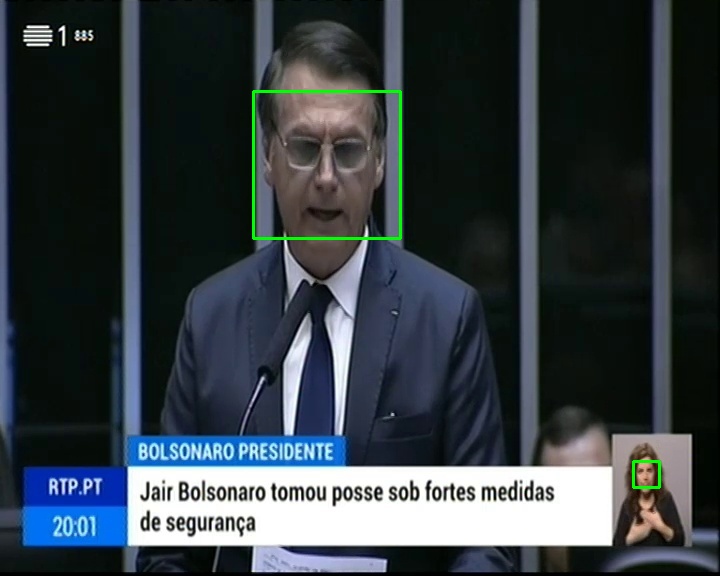 1 885
BOLSONARO PRESIDENTE
RTP.PT
Jair Bolsonaro tomou posse sob fortes medidas
de segurança
20:01